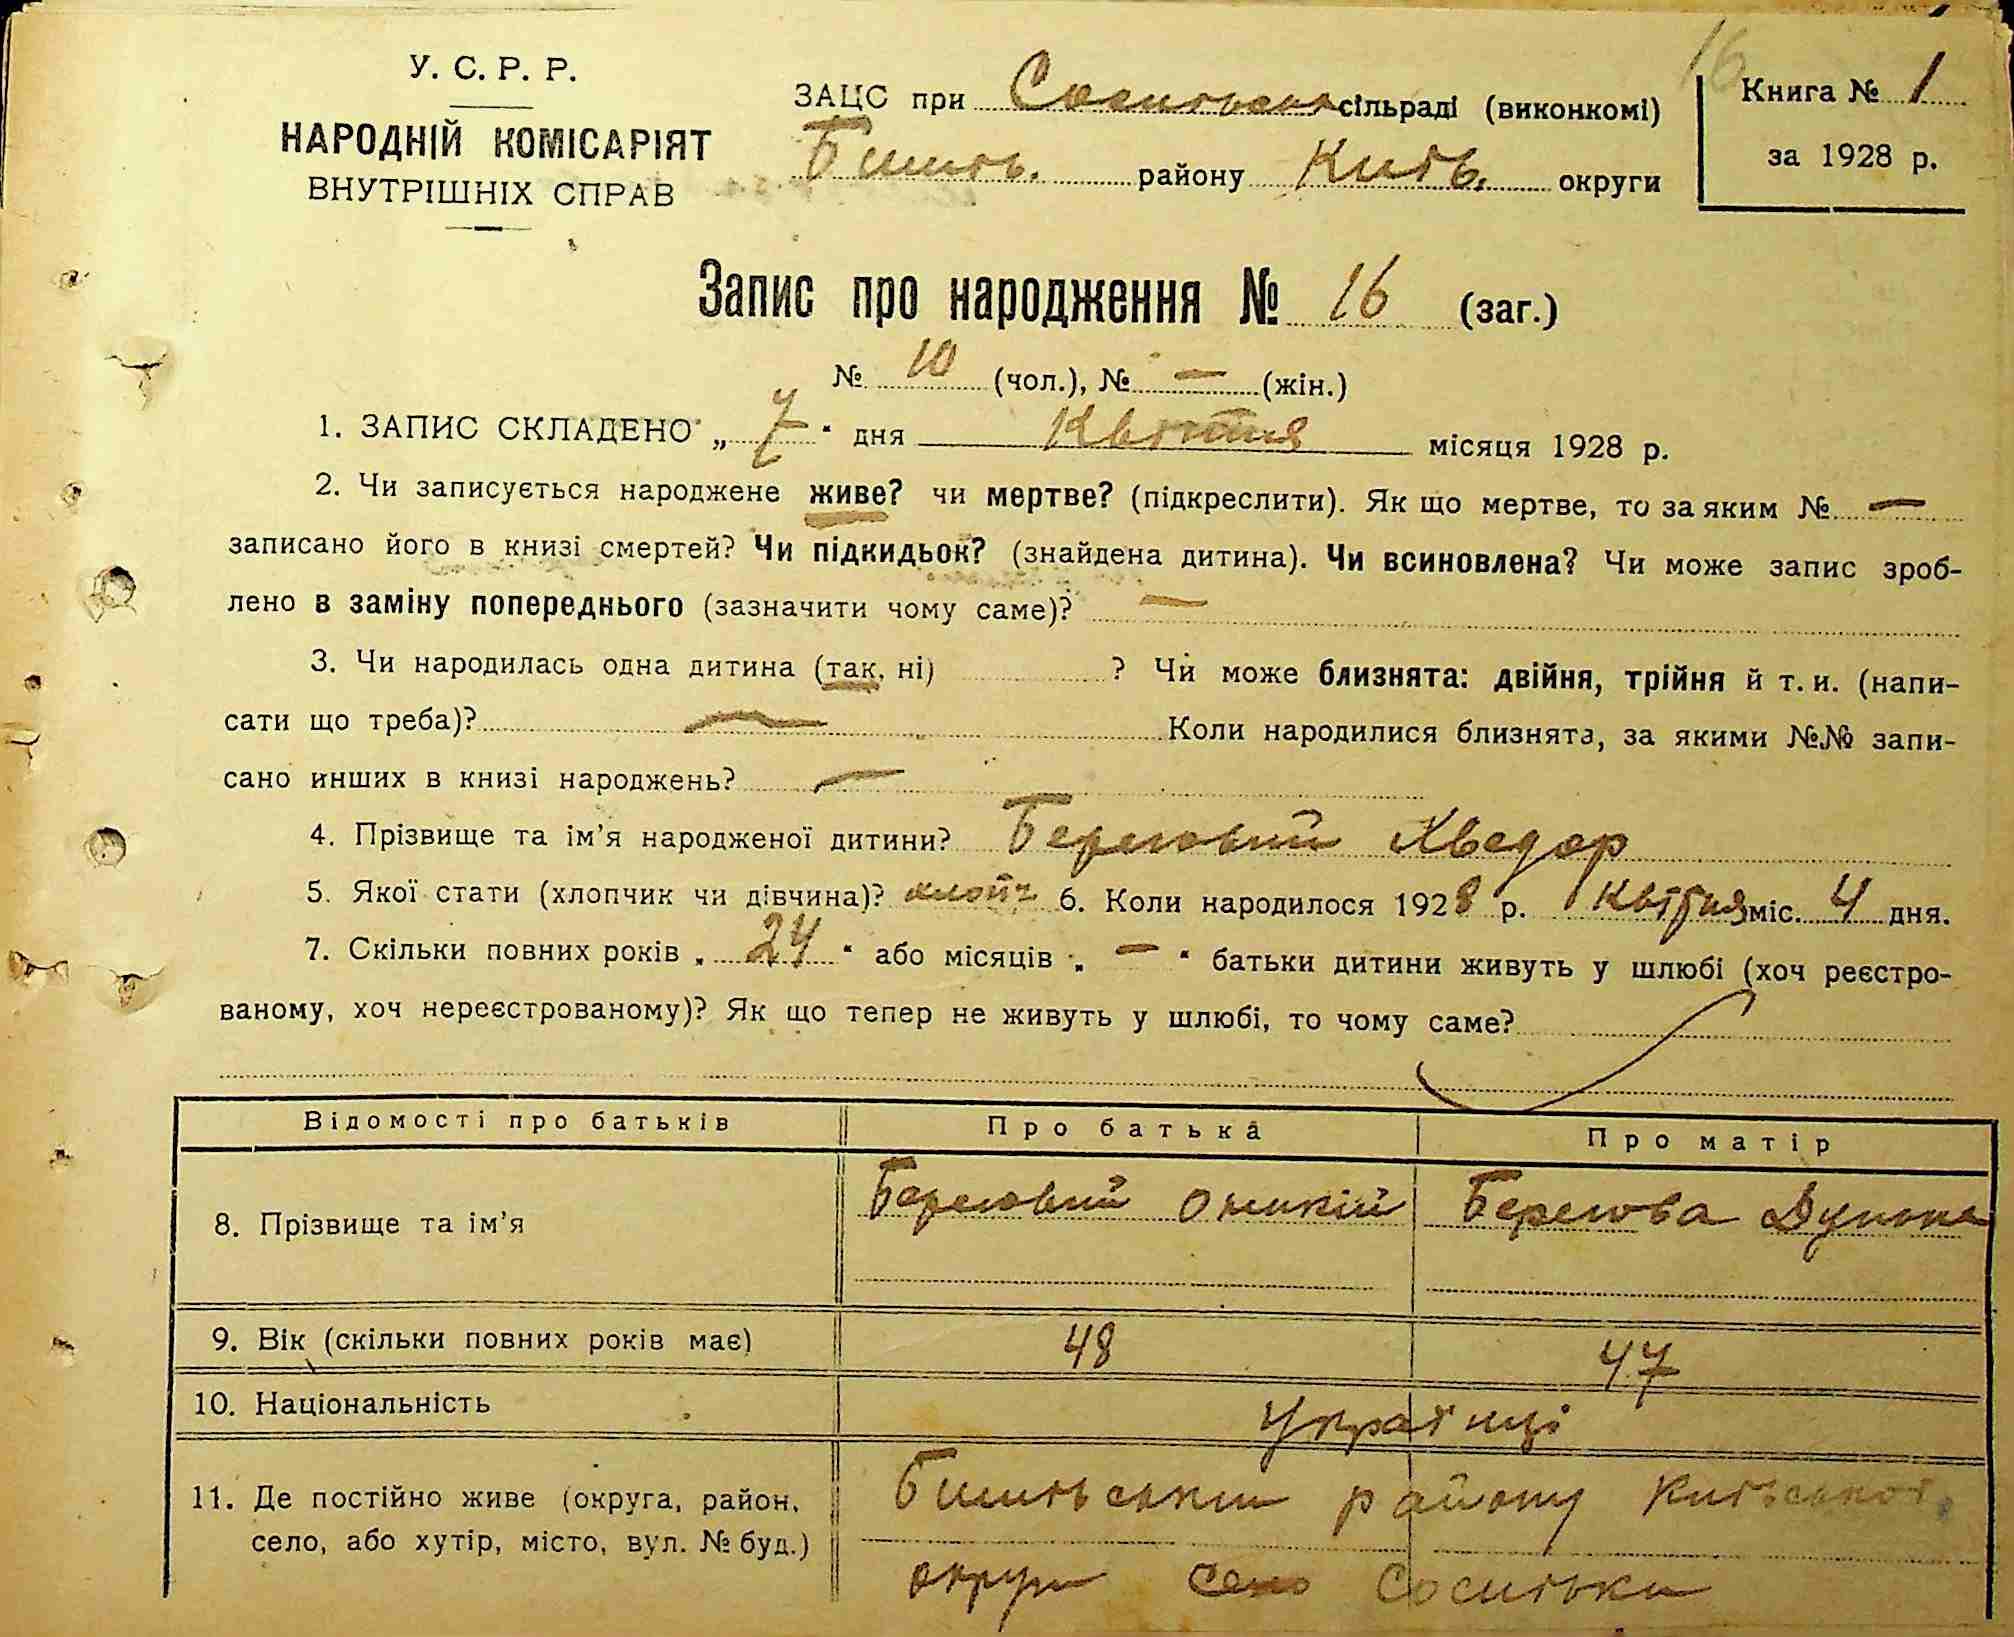 У. С. Р. Р.
НАРОДНІЙ КОМІСАРІЯТ
ВНУТРІШНІХ СПРАВ
ЗАЦС при сільраді (виконкомі)
району Київ. округи
16
Книга № 1
за 1928 р.
Запис про народження № 16 (заг.)
№ 10 (чол.), № — (жін.)
1. ЗАПИС СКЛАДЕНО „ 7 “ дня Квітня місяця 1928 р.
2. Чи записується народжене живе? чи мертве? (підкреслити). Як що мертве, то за яким № —
записано його в книзі смертей? Чи підкидьок? (знайдена дитина). Чи всиновлена? Чи може запис зроб-
лено в заміну попереднього (зазначити чому саме)? —
3. Чи народилась одна дитина (так, ні) ? Чи може близнята: двійня, трійня й т. и. (напи-
сати що треба)? — Коли народилися близнята, за якими №№ запи-
сано инших в книзі народжень? —
4. Прізвище та ім’я народженої дитини? Береговий Хведор
5. Якої статі (хлопчик чи дівчина)? хлопч 6. Коли народилося 1928 р. Квітня міс. 4 дня.
7. Скільки повних років „ 24 “ або місяців „ — “ батьки дитини живуть у шлюбі (хоч реєстро-
ваному, хоч нереєстрованому)? Як що тепер не живуть у шлюбі, то чому саме?
Відомості про батьків Про батька Про матір
8. Прізвище та ім’я Береговий Оникій Берегова
9. Вік (скільки повних років має) 48 47
10. Національність Українці
11. Де постійно живе (округа, район, району Київської
село, або хутір, місто, вул. № буд.) округи село